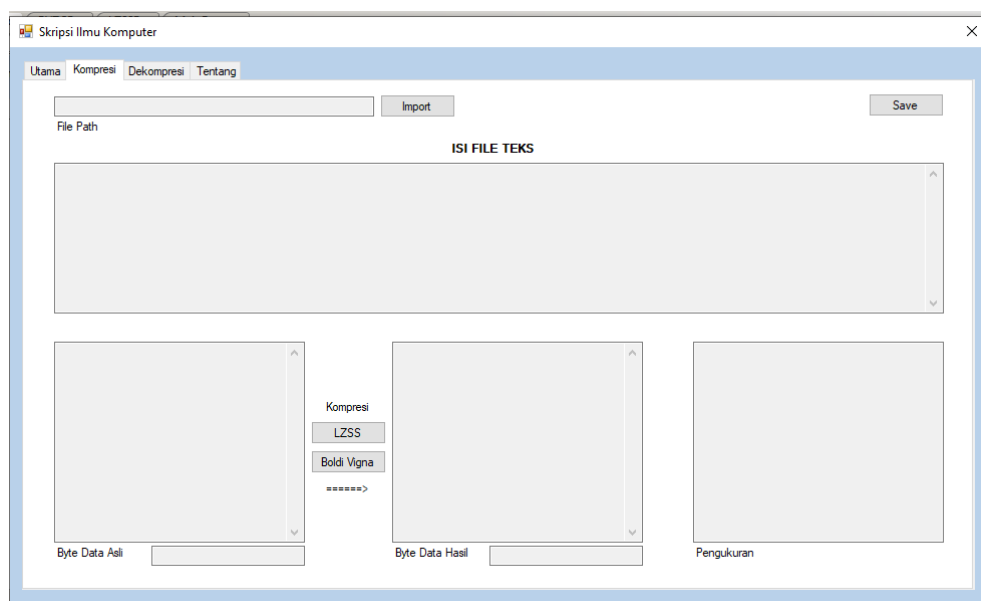 Skripsi Ilmu Komputer
Utama Kompresi Dekompresi Tentang
Import Save
File Path
ISI FILE TEKS
Kompresi
LZSS
Boldi Vigna
======>
Byte Data Asli Byte Data Hasil Pengukuran